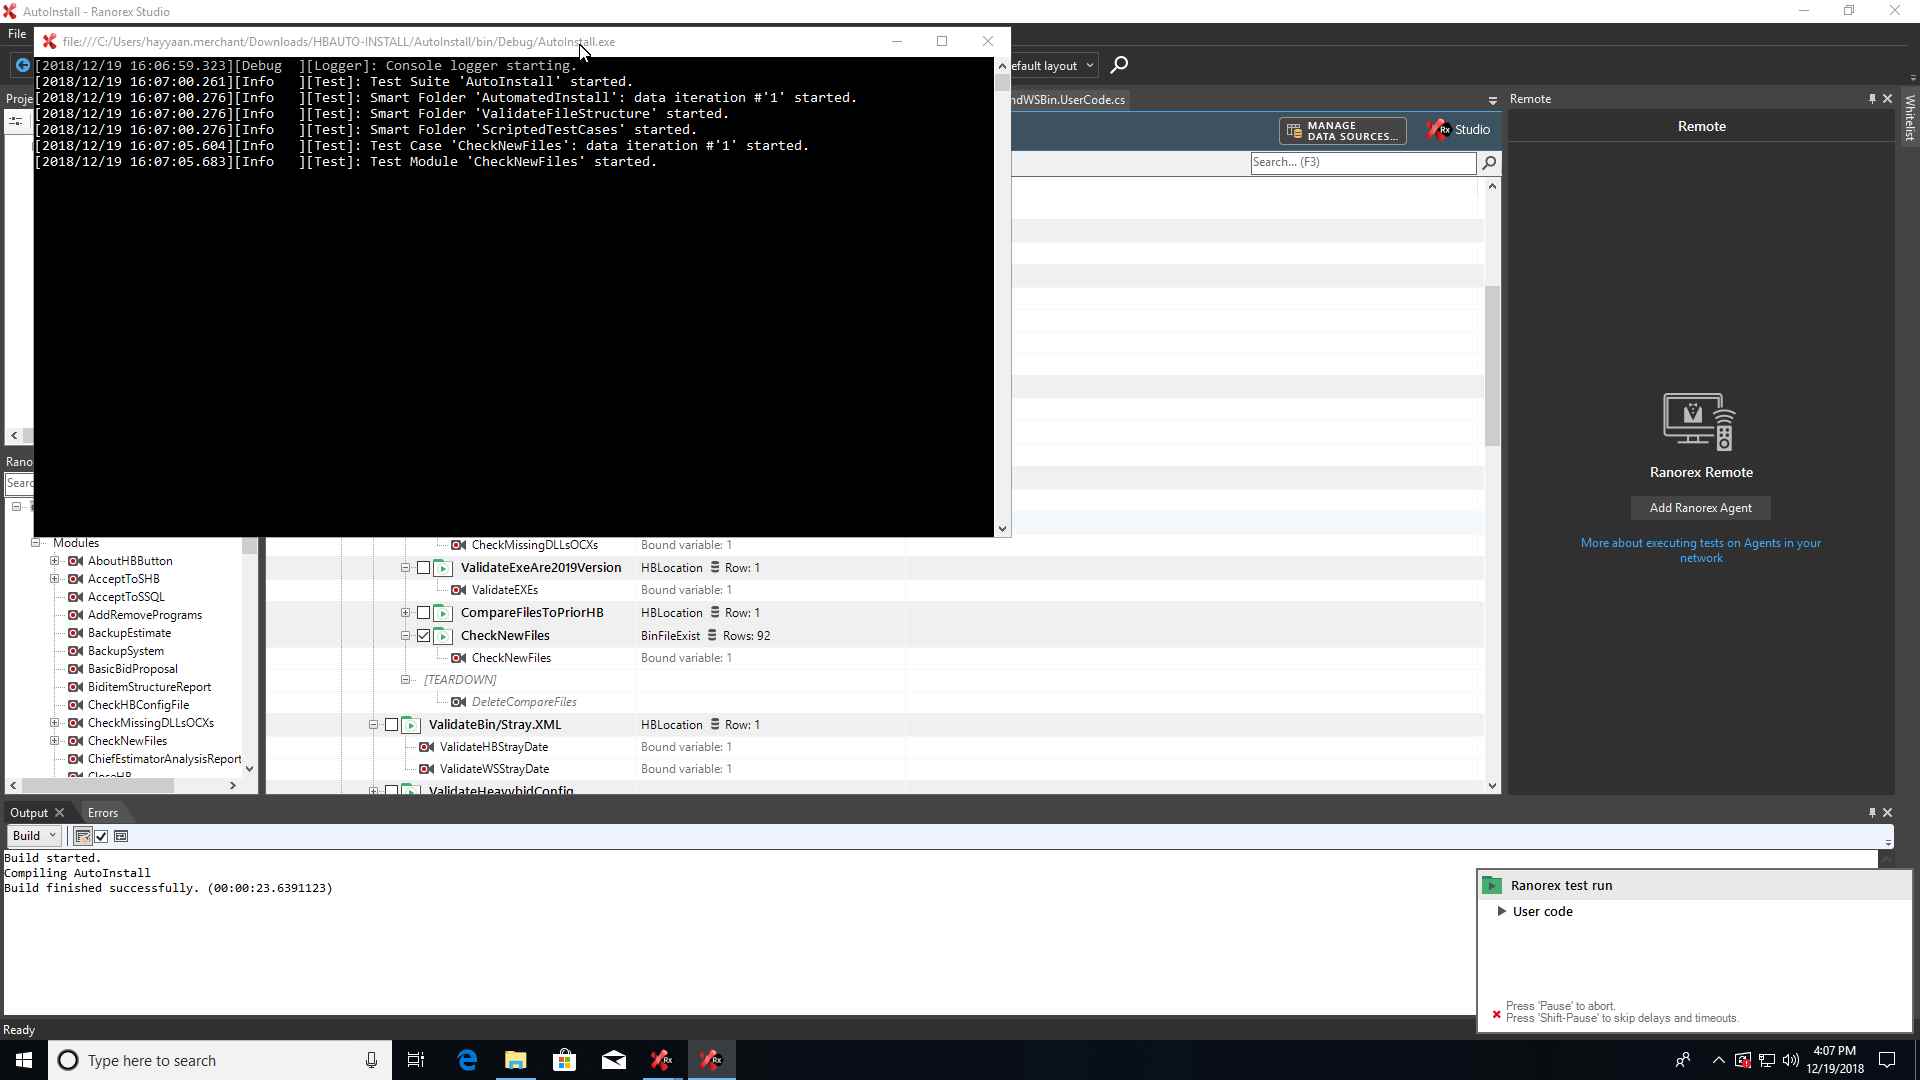 AutoInstall - Ranorex Studio
File
file:///C:/Users/hayyaan.merchant/Downloads/HBAUTO-INSTALL/AutoInstall/bin/Debug/AutoInstall.exe
[2018/12/19 16:06:59.323][Debug  ][Logger]: Console logger starting.
[2018/12/19 16:07:00.261][Info   ][Test]: Test Suite 'AutoInstall' started.
[2018/12/19 16:07:00.276][Info   ][Test]: Smart Folder 'AutomatedInstall': data iteration #'1' started.
[2018/12/19 16:07:00.276][Info   ][Test]: Smart Folder 'ValidateFileStructure' started.
[2018/12/19 16:07:00.276][Info   ][Test]: Smart Folder 'ScriptedTestCases' started.
[2018/12/19 16:07:05.604][Info   ][Test]: Test Case 'CheckNewFiles': data iteration #'1' started.
[2018/12/19 16:07:05.683][Info   ][Test]: Test Module 'CheckNewFiles' started.
efault layout
Proje
ndWSBin.UserCode.cs
MANAGE
DATA SOURCES...
Rx Studio
Search... (F3)
Remote
Remote
Whitelist
Ranorex Remote
Add Ranorex Agent
More about executing tests on Agents in your
network
Rano
Searc
Modules
AboutHBButton
AcceptToSHB
AcceptToSSQL
AddRemovePrograms
BackupEstimate
BackupSystem
BasicBidProposal
BiditemStructureReport
CheckHBConfigFile
CheckMissingDLLsOCXs
CheckNewFiles
ChiefEstimatorAnalysisReport
CloseHB
CheckMissingDLLsOCXs Bound variable: 1
ValidateExeAre2019Version HBLocation Row: 1
ValidateEXEs Bound variable: 1
CompareFilesToPriorHB HBLocation Row: 1
CheckNewFiles BinFileExist Rows: 92
CheckNewFiles Bound variable: 1
[TEARDOWN]
DeleteCompareFiles
ValidateBin/Stray.XML HBLocation Row: 1
ValidateHBStrayDate Bound variable: 1
ValidateWSStrayDate Bound variable: 1
ValidateHeavybidConfig
Output
Errors
Build
Build started.
Compiling AutoInstall
Build finished successfully. (00:00:23.6391123)
Ranorex test run
User code
Press 'Pause' to abort.
Press 'Shift-Pause' to skip delays and timeouts.
Ready
Type here to search
Rx
Rx
4:07 PM
12/19/2018